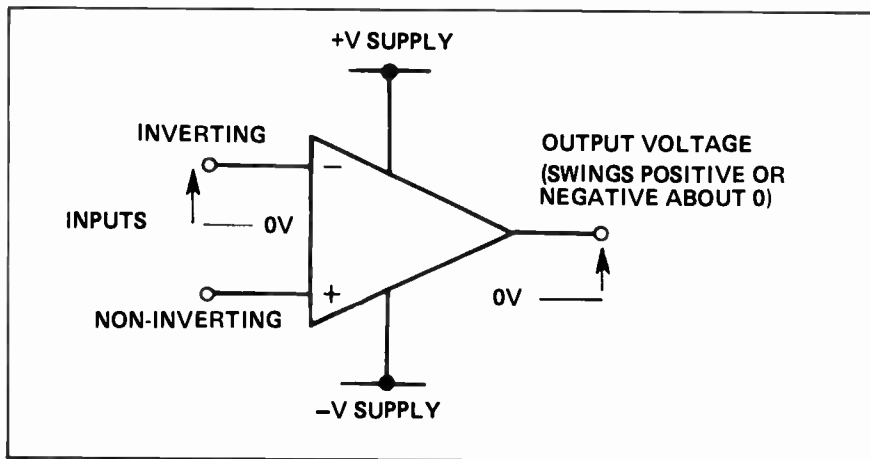 +V SUPPLY
INVERTING
−
INPUTS
0V
+
NON-INVERTING
−V SUPPLY
OUTPUT VOLTAGE
(SWINGS POSITIVE OR
NEGATIVE ABOUT 0)
0V